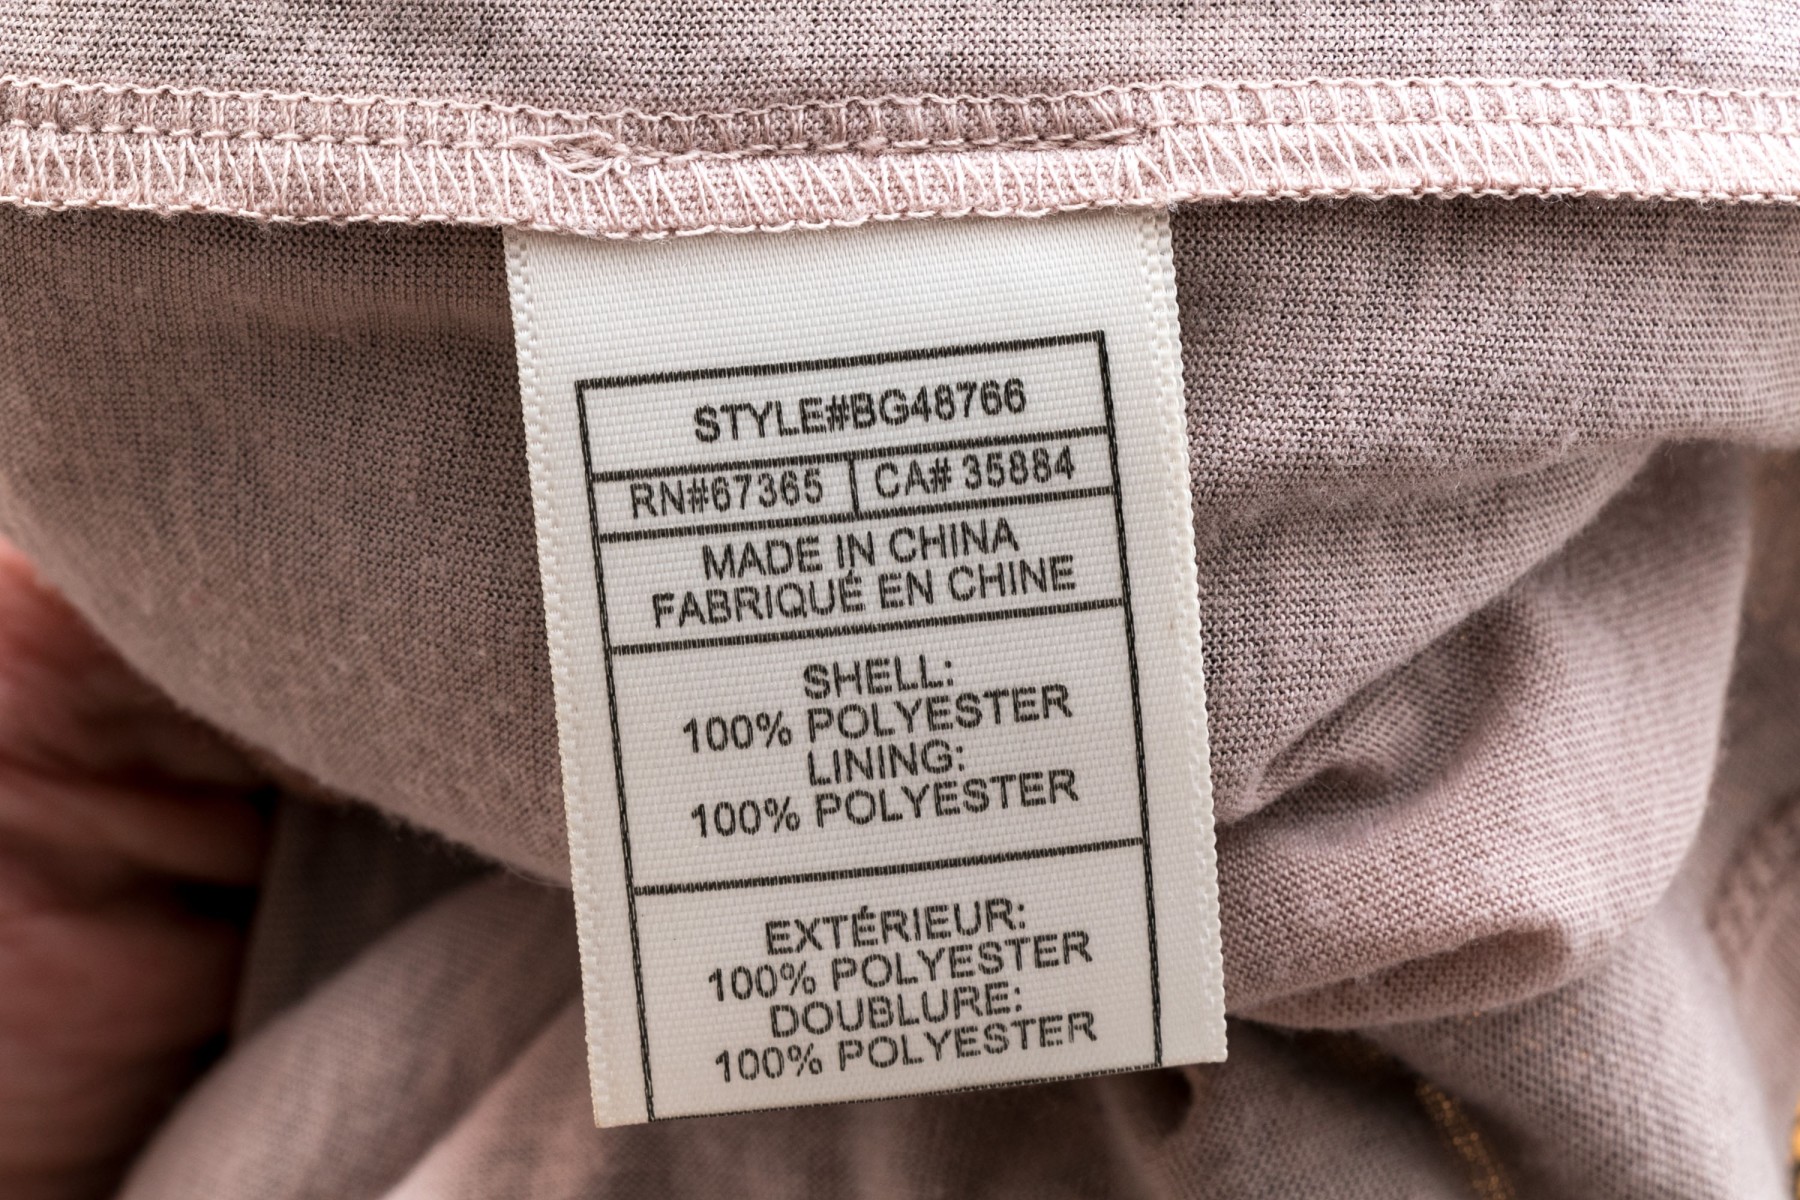 STYLE#BG48766
RN#67365 CA# 35884
MADE IN CHINA
FABRIQUÉ EN CHINE
SHELL:
100% POLYESTER
LINING:
100% POLYESTER
EXTÉRIEUR:
100% POLYESTER
DOUBLURE:
100% POLYESTER